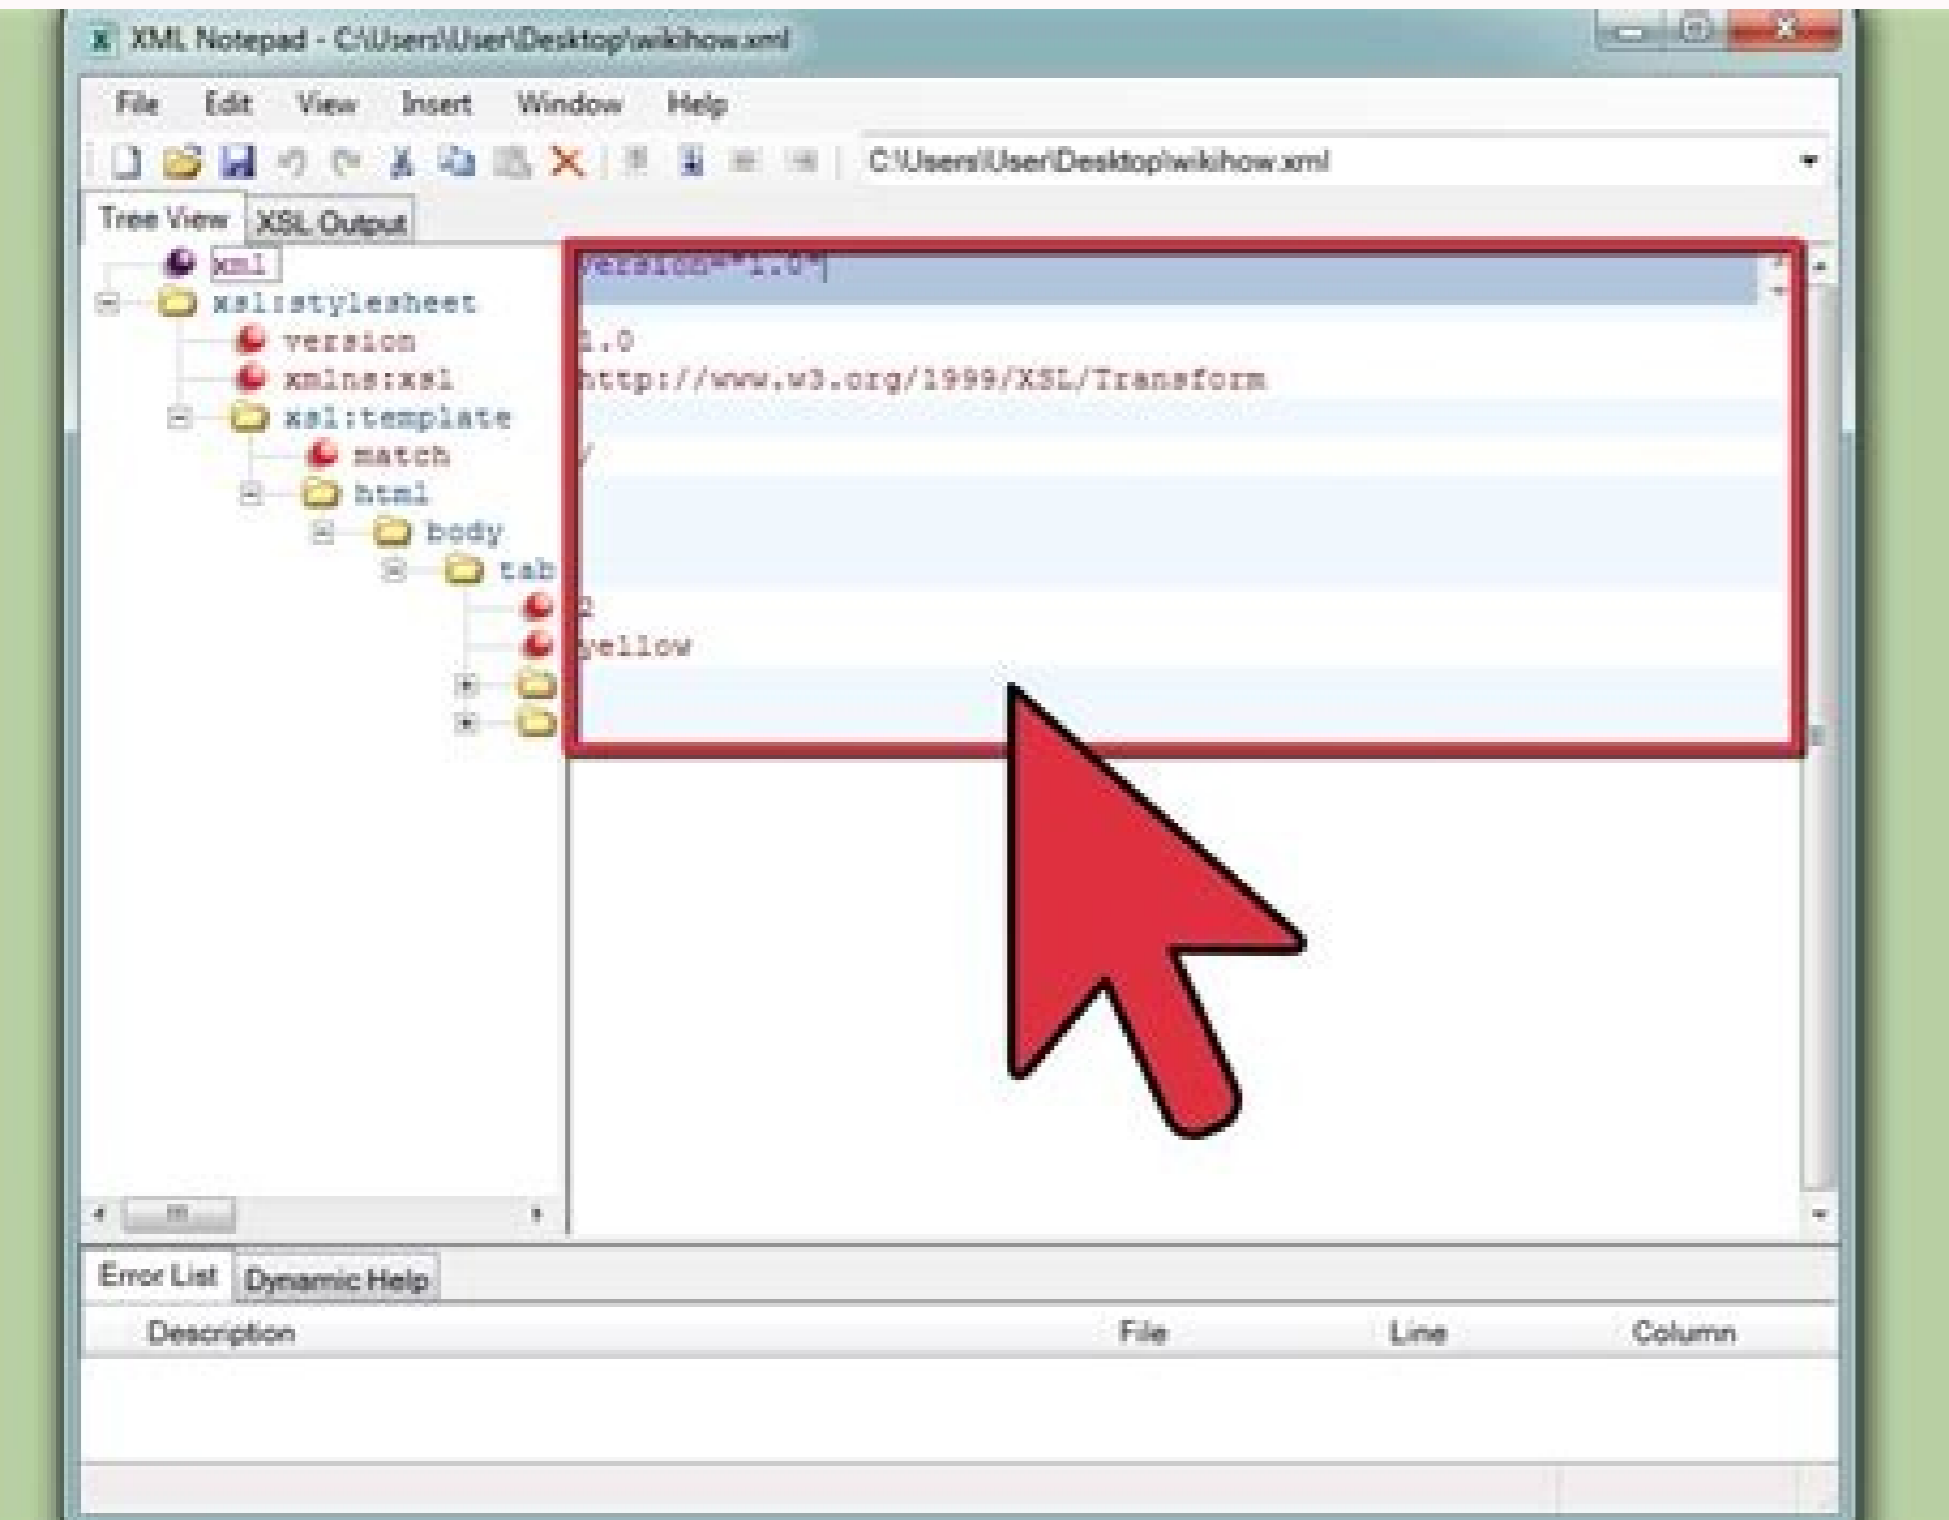 XML Notepad - C:\Users\User\Desktop\wikihow.xml
File Edit View Insert Window Help
C:\Users\User\Desktop\wikihow.xml
Tree View XSL Output
xml version="1.0"
xsl:stylesheet
version 1.0
xmlns:xsl http://www.w3.org/1999/XSL/Transform
xsl:template
match /
html
body
tab
2
yellow
Error List Dynamic Help
Description File Line Column